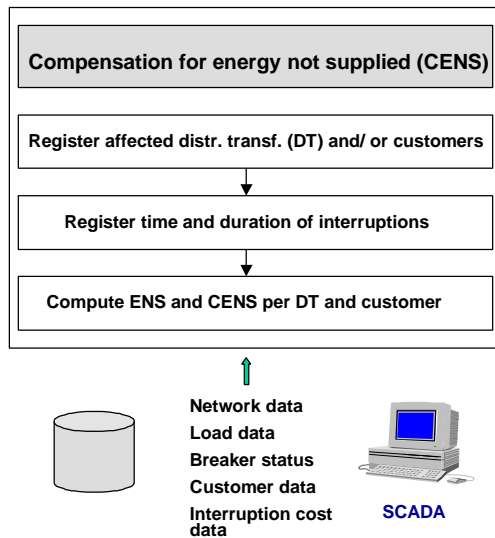 Compensation for energy not supplied (CENS)
Register affected distr. transf. (DT) and/ or customers
Register time and duration of interruptions
Compute ENS and CENS per DT and customer
Network data
Load data
Breaker status
Customer data
Interruption cost
data
SCADA